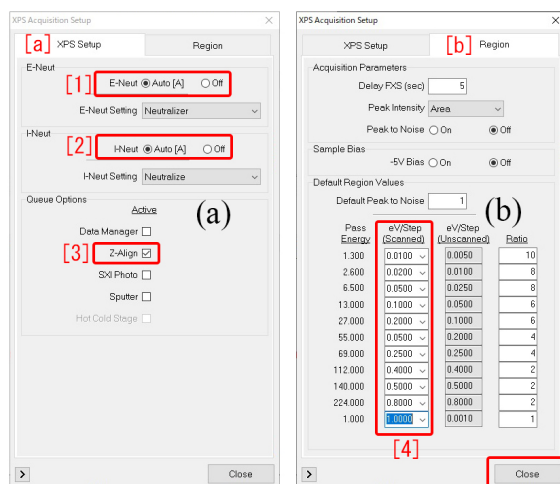 XPS Acquisition Setup
[a] XPS Setup Region
E-Neut
[1] E-Neut Auto [A] Off
E-Neut Setting Neutralizer
I-Neut
[2] I-Neut Auto [A] Off
I-Neut Setting Neutralize
Queue Options
Active
(a)
Data Manager
[3] Z-Align
SXI Photo
Sputter
Hot Cold Stage
> Close
XPS Acquisition Setup
XPS Setup [b] Region
Acquisition Parameters
Delay FXS (sec) 5
Peak Intensity Area
Peak to Noise On Off
Sample Bias
-5V Bias On Off
Default Region Values
Default Peak to Noise 1
(b)
Pass eV/Step eV/Step
Energy (Scanned) (Unscanned) Ratio
1.300 0.0100 0.0050 10
2.600 0.0200 0.0100 8
6.500 0.0500 0.0250 8
13.000 0.1000 0.0500 6
27.000 0.2000 0.1000 6
55.000 0.0500 0.2000 4
69.000 0.2500 0.2500 4
112.000 0.4000 0.4000 2
140.000 0.5000 0.5000 2
224.000 0.8000 0.8000 2
1.000 1.0000 0.0010 1
[4]
> Close